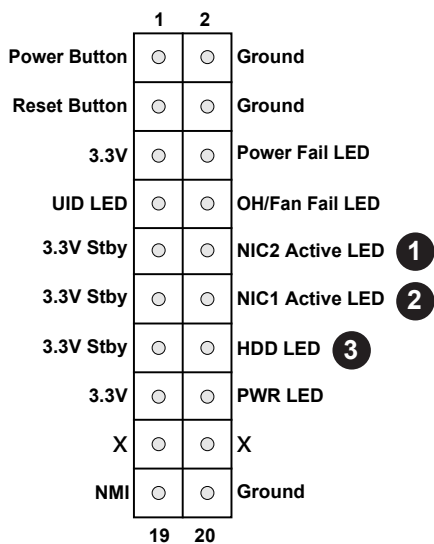 1 2
Power Button Ground
Reset Button Ground
3.3V Power Fail LED
UID LED OH/Fan Fail LED
3.3V Stby NIC2 Active LED 1
3.3V Stby NIC1 Active LED 2
3.3V Stby HDD LED 3
3.3V PWR LED
X X
NMI Ground
19 20